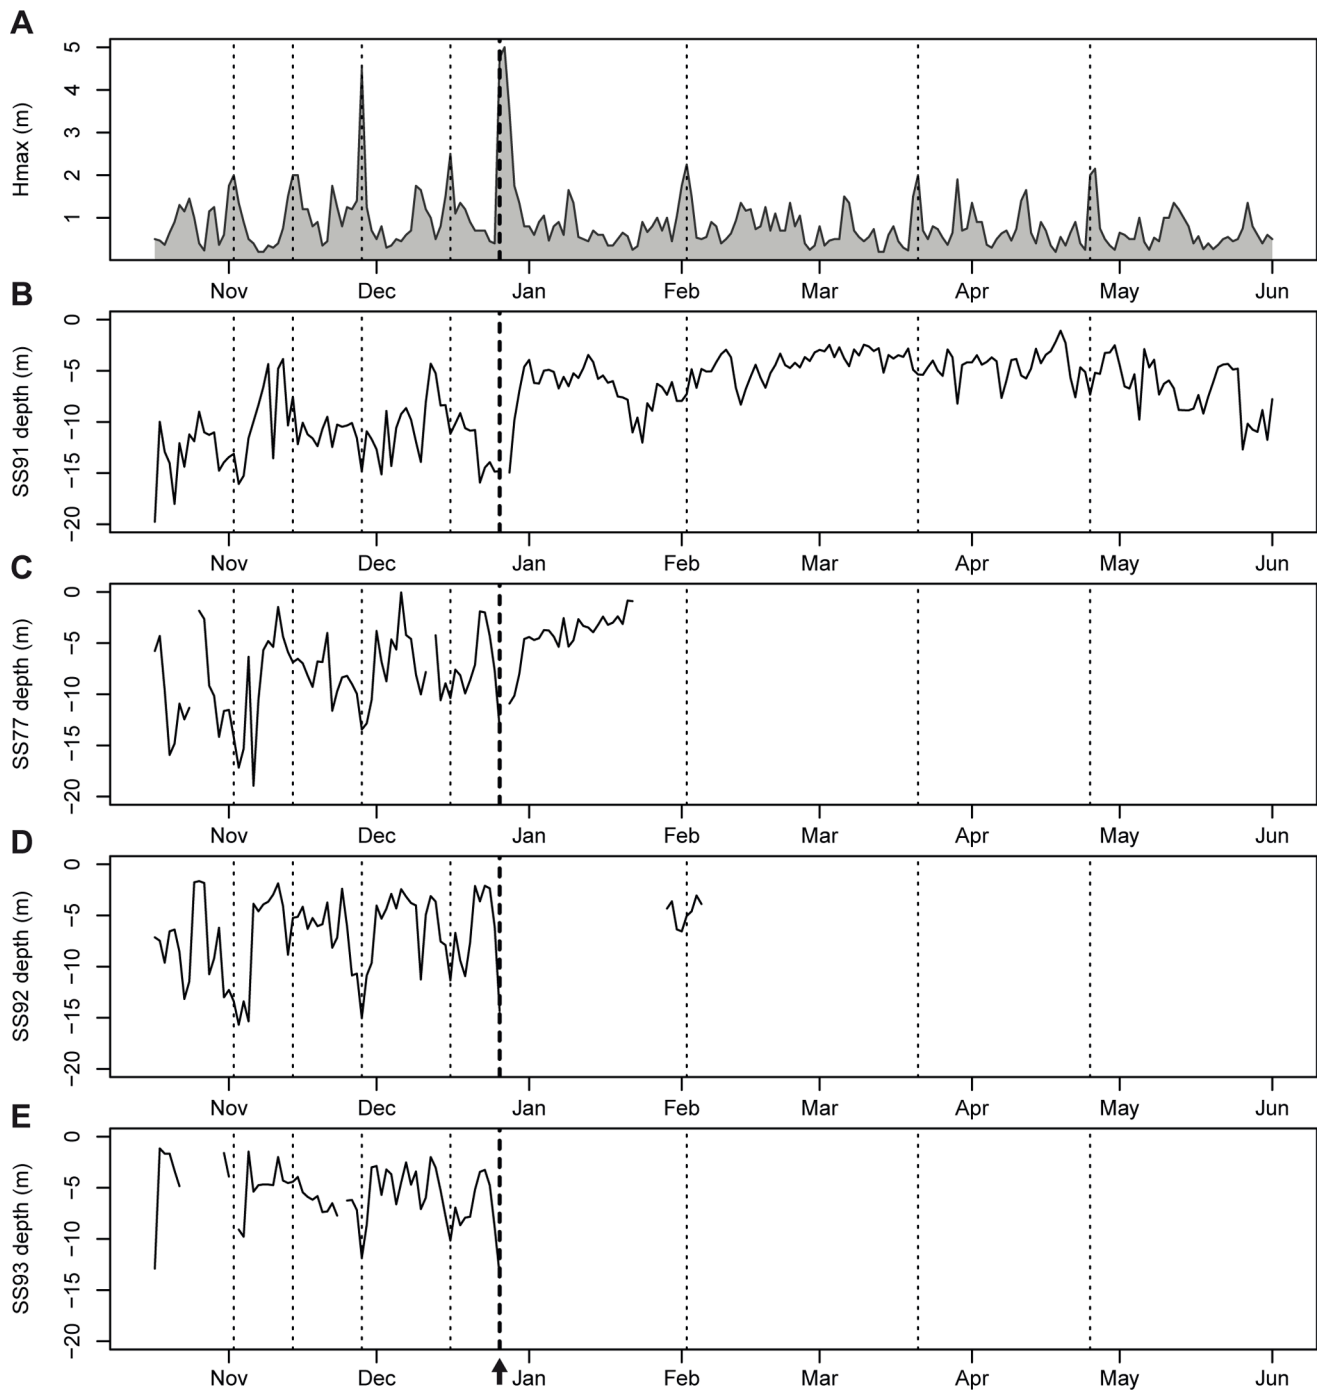 A
Hmax (m)
5
4
3
2
1
Nov Dec Jan Feb Mar Apr May Jun
B
SS91 depth (m)
0
−5
−10
−15
−20
Nov Dec Jan Feb Mar Apr May Jun
C
SS77 depth (m)
0
−5
−10
−15
−20
Nov Dec Jan Feb Mar Apr May Jun
D
SS92 depth (m)
0
−5
−10
−15
−20
Nov Dec Jan Feb Mar Apr May Jun
E
SS93 depth (m)
0
−5
−10
−15
−20
Nov Dec Jan Feb Mar Apr May Jun